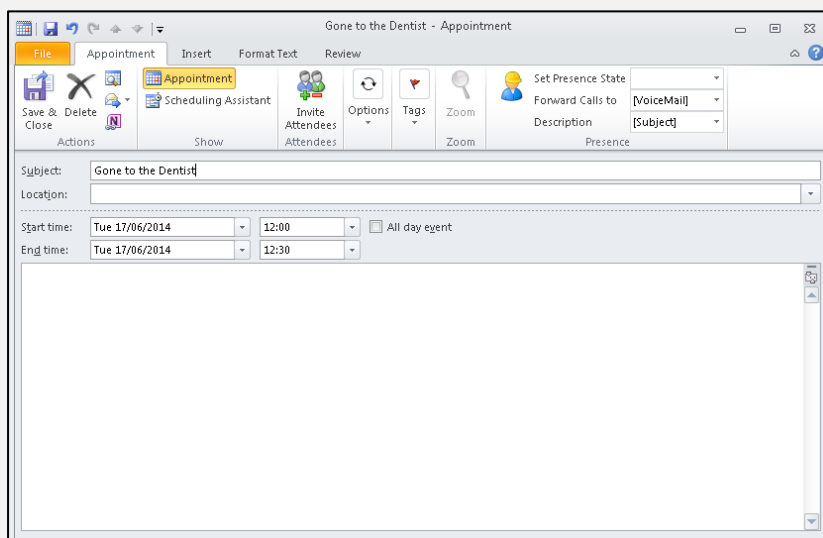 Gone to the Dentist - Appointment
File Appointment Insert Format Text Review
Appointment Set Presence State
Scheduling Assistant Forward Calls to [VoiceMail]
Save & Close Delete Invite Attendees Options Tags Zoom Description [Subject]
Actions Show Attendees Zoom Presence
Subject: Gone to the Dentist
Location:
Start time: Tue 17/06/2014 12:00 All day event
End time: Tue 17/06/2014 12:30